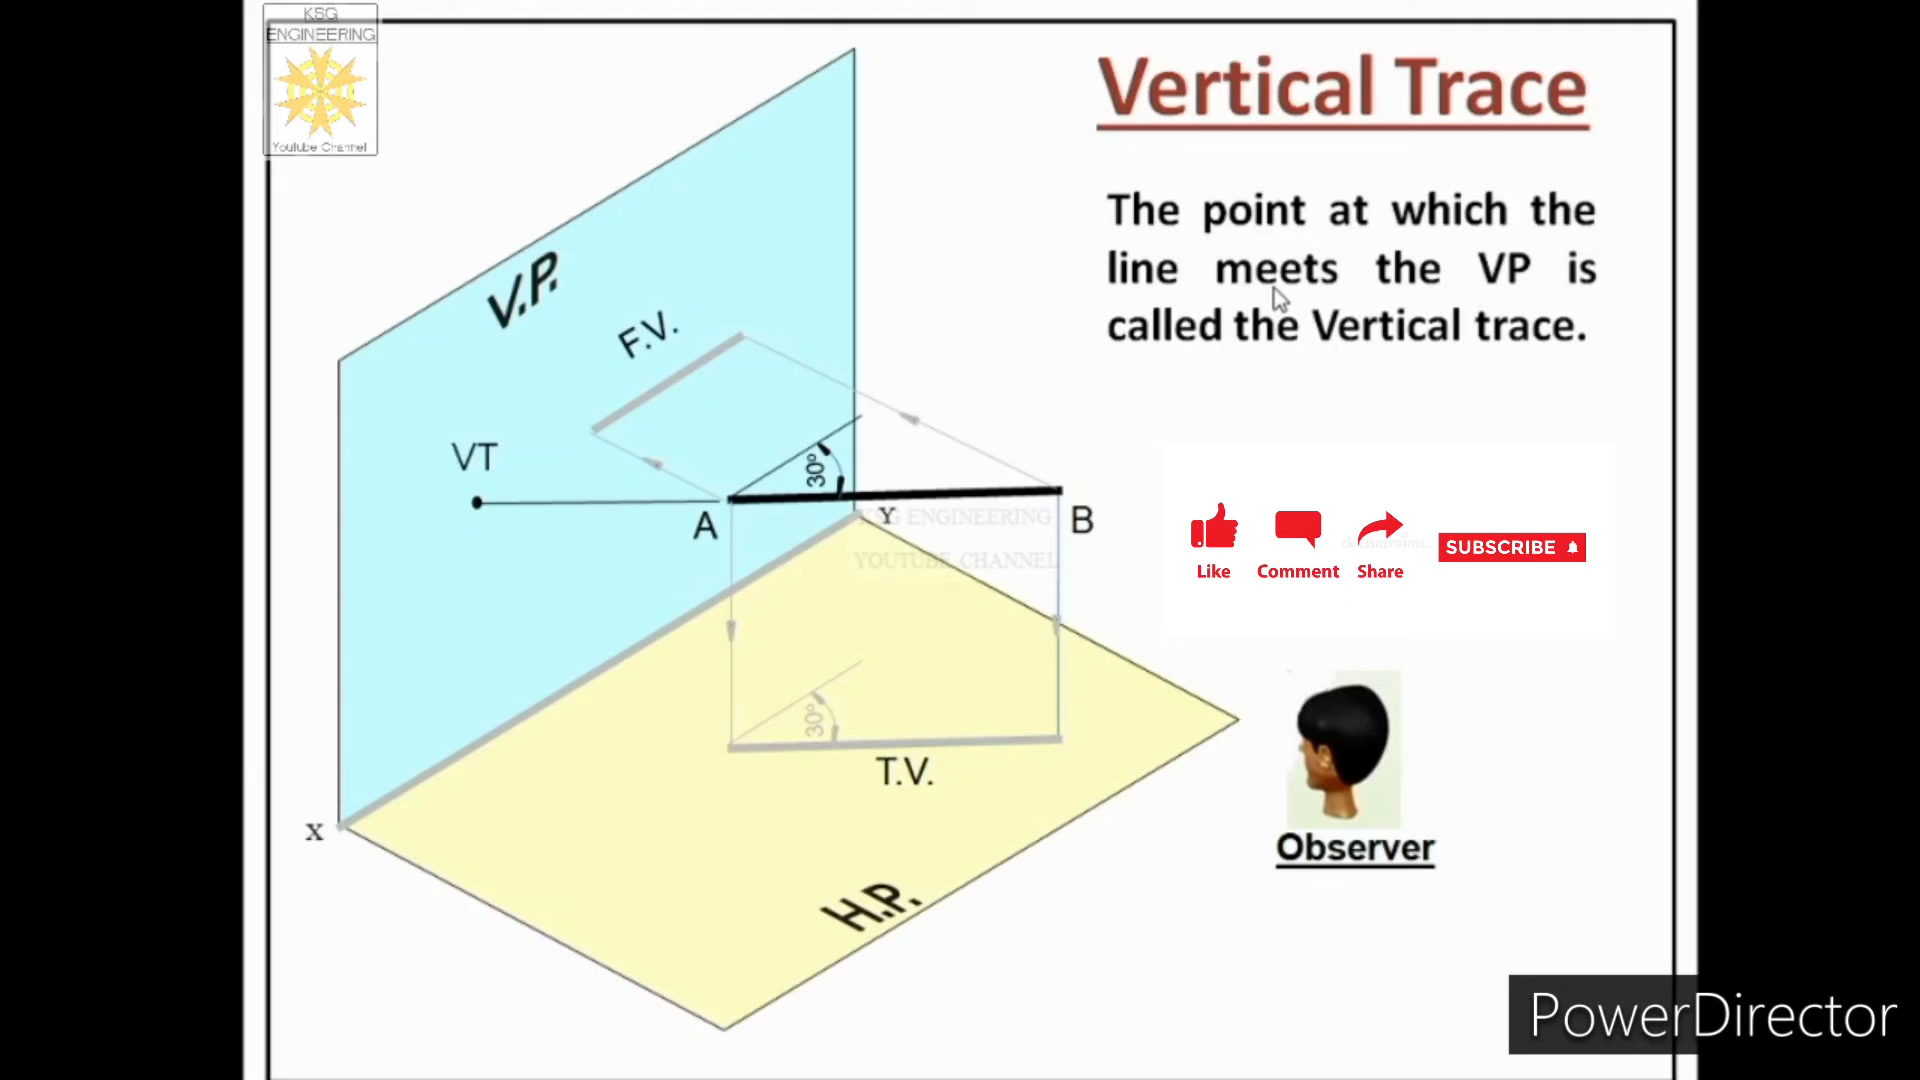 KSG
ENGINEERING
Youtube Channel
Vertical Trace
The point at which the
line meets the VP is
called the Vertical trace.
V.P.
F.V.
VT
30°
A
B
Y
KSG ENGINEERING
YOUTUBE CHANNEL
Like
Comment
Share
SUBSCRIBE
30°
T.V.
X
Observer
H.P.
PowerDirector